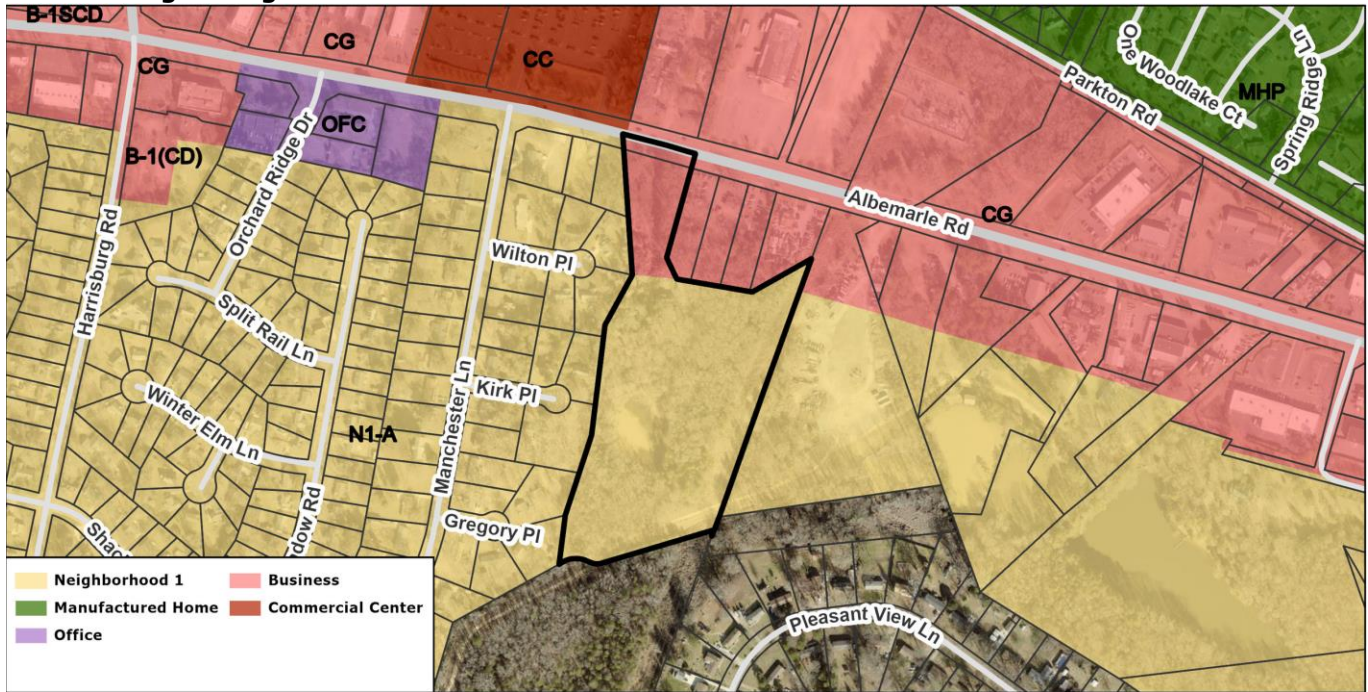 B-1SCD
CG
CC
CG
OFC
B-1(CD)
Orchard Ridge Dr
Harrisburg Rd
Split Rail Ln
Winter Elm Ln
N1-A
Manchester Ln
Wilton Pl
Kirk Pl
Gregory Pl
Albemarle Rd
CG
Parkton Rd
One Woodlake Ct
MHP
Spring Ridge Ln
Pleasant View Ln
Neighborhood 1
Business
Manufactured Home
Commercial Center
Office